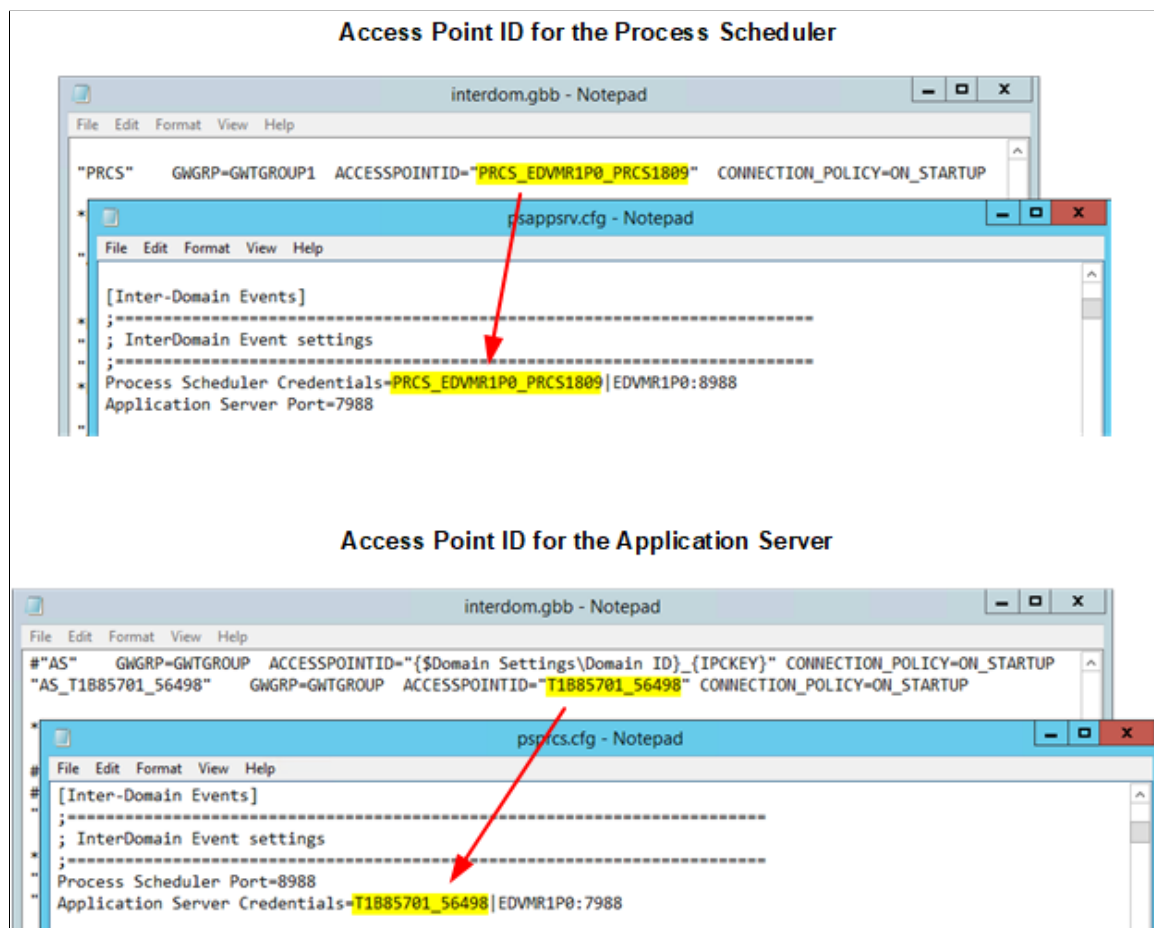 Access Point ID for the Process Scheduler
interdom.gbb - Notepad
File Edit Format View Help
"PRCS" GWGRP=GWTGROUP1 ACCESSPOINTID="PRCS_EDVMR1P0_PRCS1809" CONNECTION_POLICY=ON_STARTUP
psappsrv.cfg - Notepad
File Edit Format View Help
[Inter-Domain Events]
;=========================================================================
; InterDomain Event settings
;=========================================================================
Process Scheduler Credentials=PRCS_EDVMR1P0_PRCS1809|EDVMR1P0:8988
Application Server Port=7988
Access Point ID for the Application Server
interdom.gbb - Notepad
File Edit Format View Help
#"AS" GWGRP=GWTGROUP ACCESSPOINTID="{$Domain Settings\Domain ID}_{IPCKEY}" CONNECTION_POLICY=ON_STARTUP
"AS_T1B85701_56498" GWGRP=GWTGROUP ACCESSPOINTID="T1B85701_56498" CONNECTION_POLICY=ON_STARTUP
psprcs.cfg - Notepad
File Edit Format View Help
[Inter-Domain Events]
;=========================================================================
; InterDomain Event settings
;=========================================================================
Process Scheduler Port=8988
Application Server Credentials=T1B85701_56498|EDVMR1P0:7988